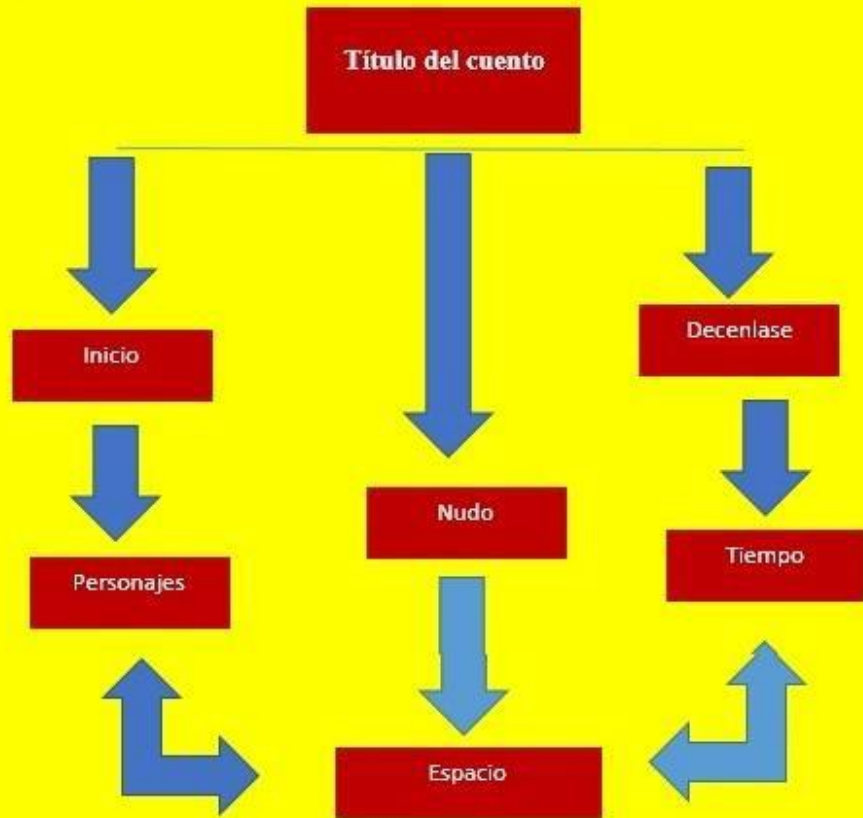 Título del cuento
Inicio
Decenlase
Nudo
Personajes
Tiempo
Espacio